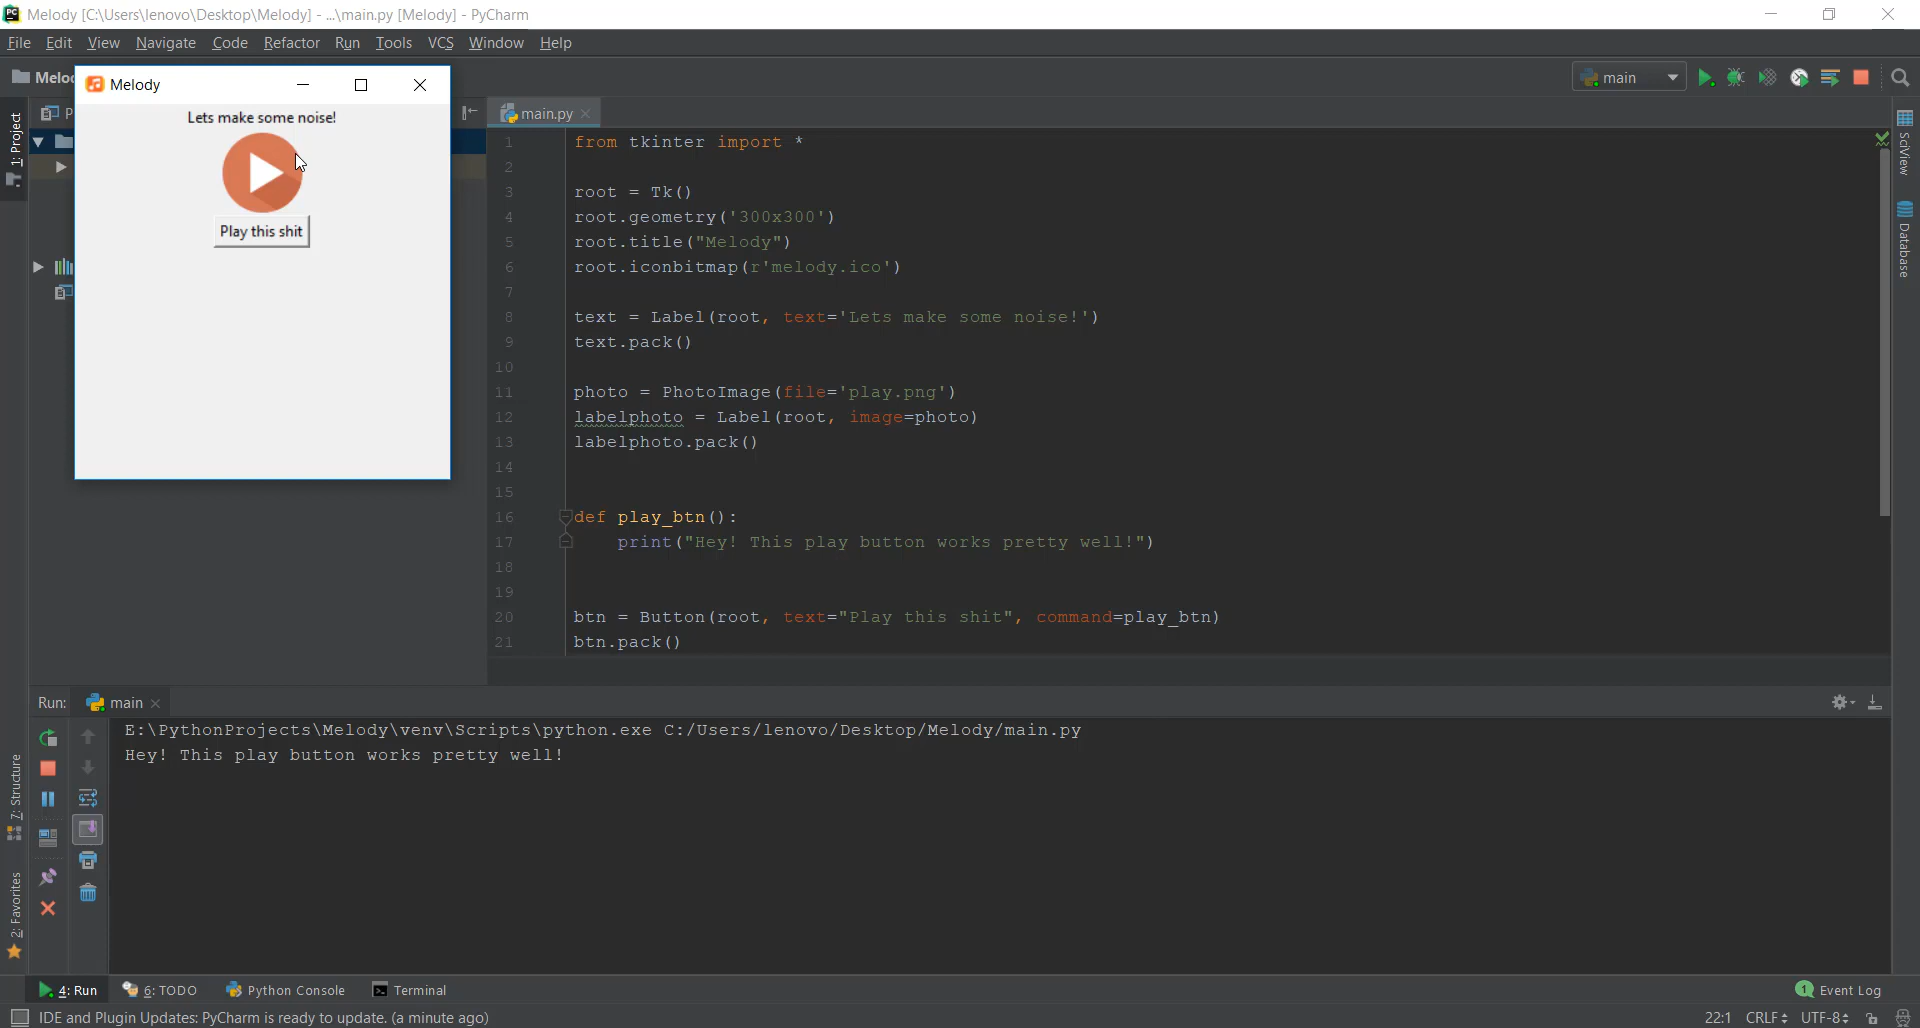 Melody [C:\Users\lenovo\Desktop\Melody] - ...\main.py [Melody] - PyCharm
File Edit View Navigate Code Refactor Run Tools VCS Window Help
main
Melody
Lets make some noise!
Play this shit
1: Project
main.py
1 from tkinter import *
2
3 root = Tk()
4 root.geometry('300x300')
5 root.title("Melody")
6 root.iconbitmap(r'melody.ico')
7
8 text = Label(root, text='Lets make some noise!')
9 text.pack()
10
11 photo = PhotoImage(file='play.png')
12 labelphoto = Label(root, image=photo)
13 labelphoto.pack()
14
15
16 def play_btn():
17     print("Hey! This play button works pretty well!")
18
19
20 btn = Button(root, text="Play this shit", command=play_btn)
21 btn.pack()
SciView
Database
Run: main
E:\PythonProjects\Melody\venv\Scripts\python.exe C:/Users/lenovo/Desktop/Melody/main.py
Hey! This play button works pretty well!
7: Structure
2: Favorites
4: Run 6: TODO Python Console Terminal 1 Event Log
IDE and Plugin Updates: PyCharm is ready to update. (a minute ago) 22:1 CRLF UTF-8